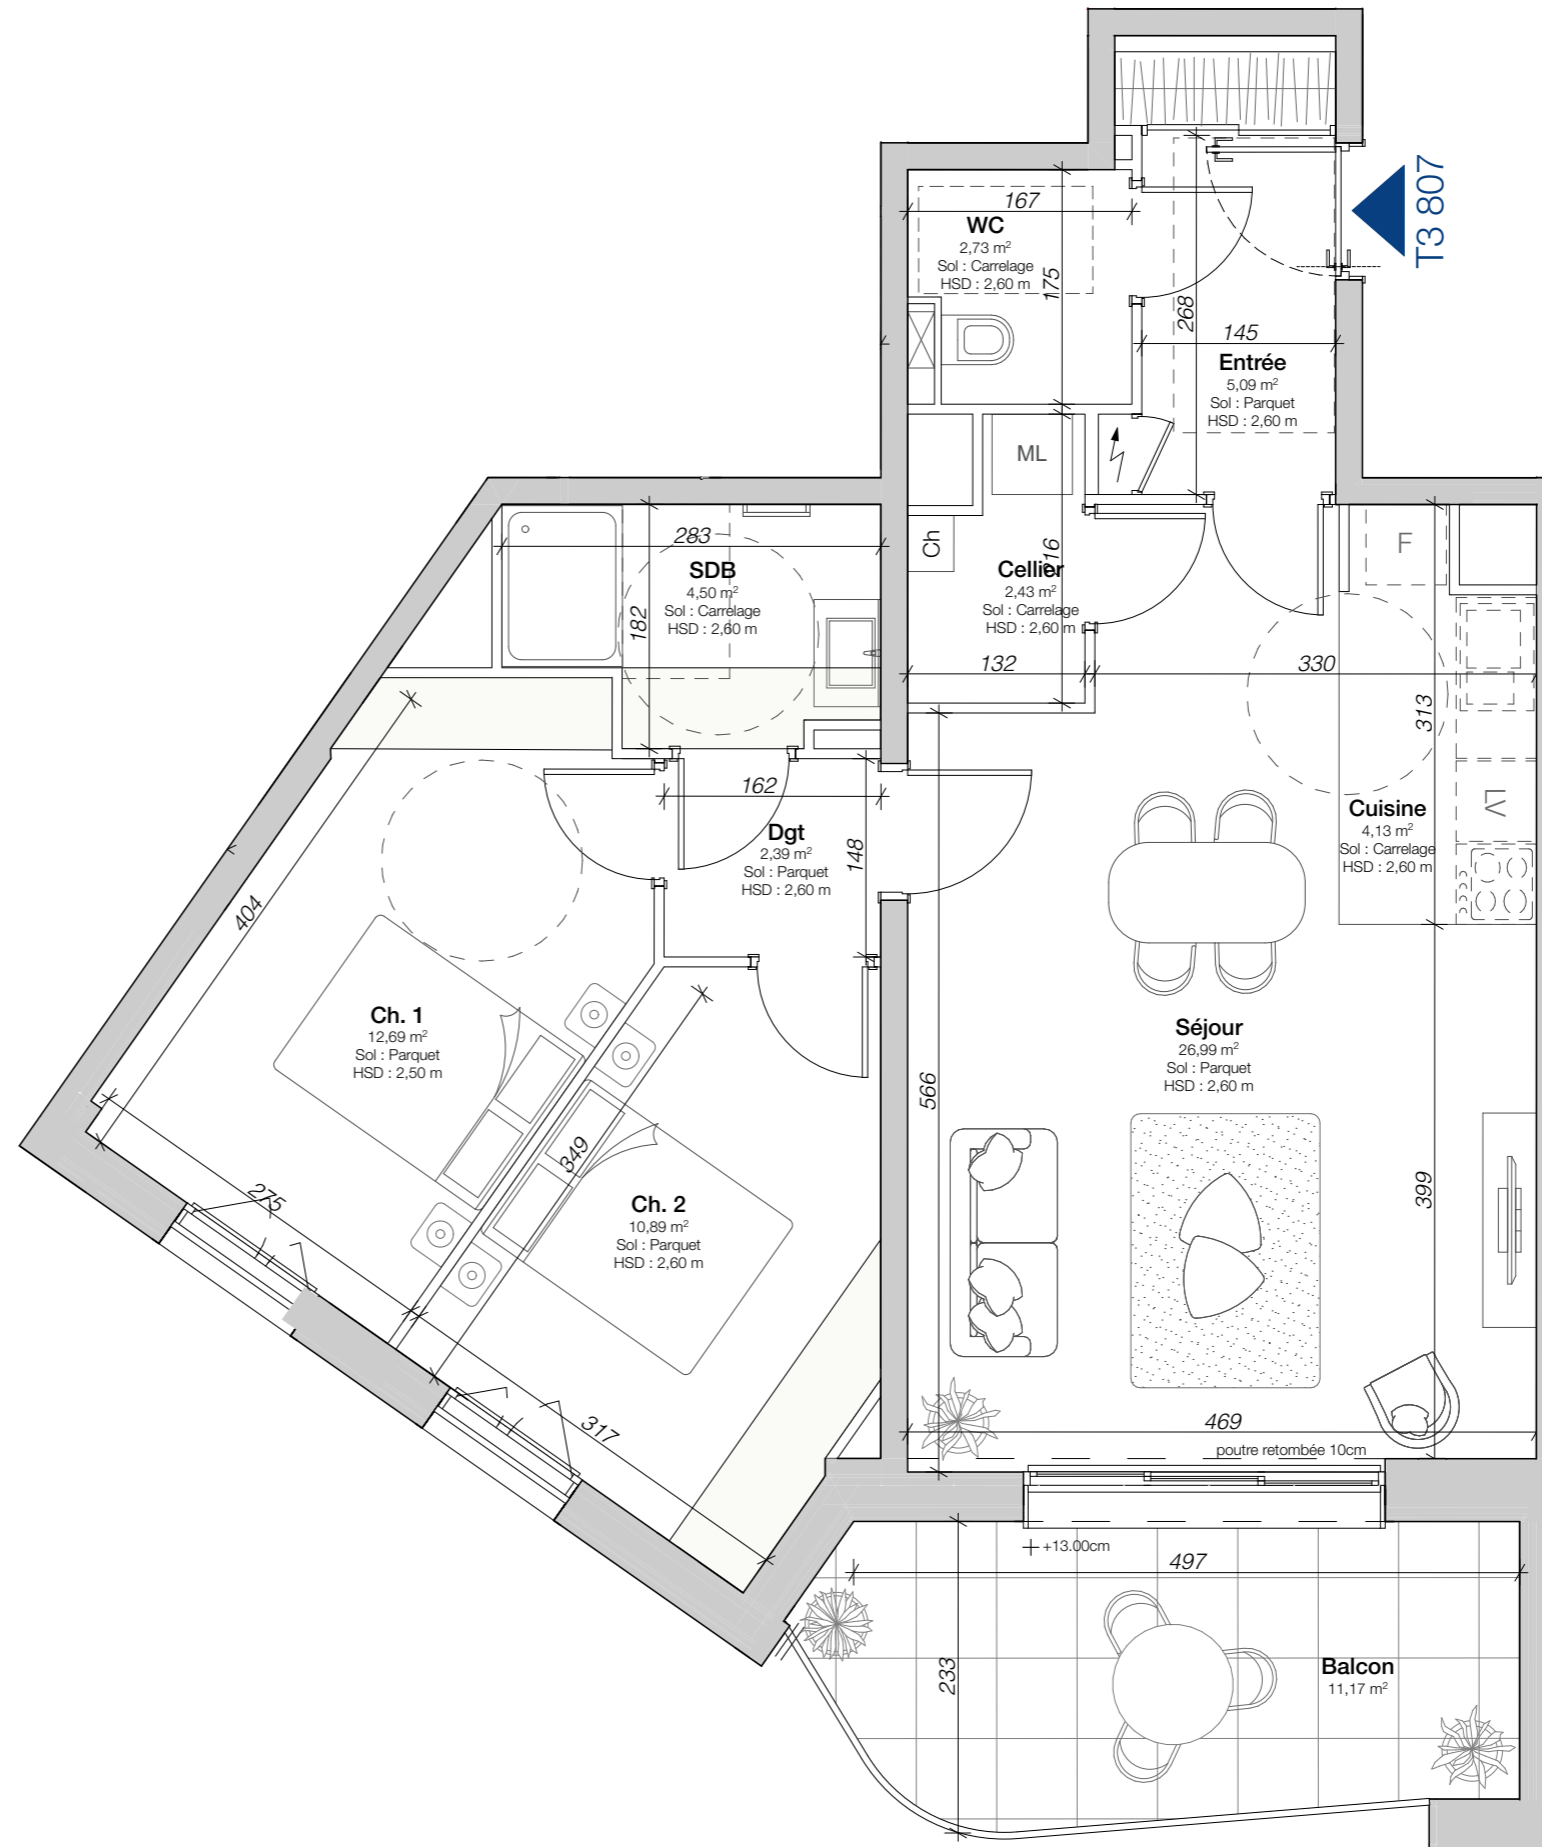 T3 807
167
WC
2,73 m²
Sol : Carrelage
HSD : 2,60 m
175
268
145
Entrée
5,09 m²
Sol : Parquet
HSD : 2,60 m
ML
Ch
F
283
SDB
4,50 m²
Sol : Carrelage
HSD : 2,60 m
182
216
Cellier
2,43 m²
Sol : Carrelage
HSD : 2,60 m
132
330
313
162
Dgt
2,39 m²
Sol : Parquet
HSD : 2,60 m
148
Cuisine
4,13 m²
Sol : Carrelage
HSD : 2,60 m
LV
404
Ch. 1
12,69 m²
Sol : Parquet
HSD : 2,50 m
Séjour
26,99 m²
Sol : Parquet
HSD : 2,60 m
566
349
275
Ch. 2
10,89 m²
Sol : Parquet
HSD : 2,60 m
399
317
469
poutre retombée 10cm
+13.00cm
497
233
Balcon
11,17 m²